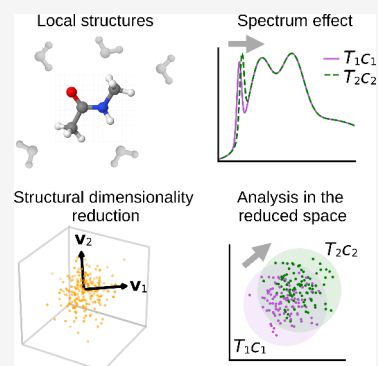 Local structures
Spectrum effect
T₁c₁
T₂c₂
Structural dimensionality
reduction
v₂
v₁
Analysis in the
reduced space
T₂c₂
T₁c₁